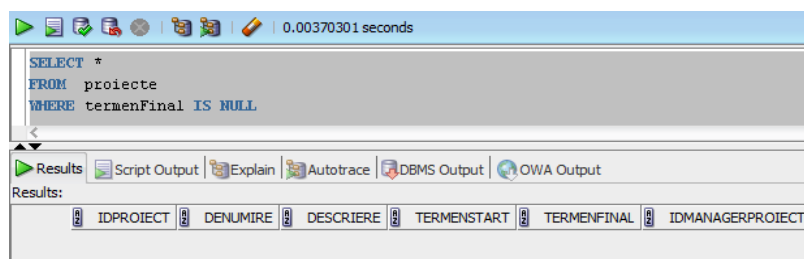 0.00370301 seconds
SELECT *
FROM proiecte
WHERE termenFinal IS NULL
Results Script Output Explain Autotrace DBMS Output OWA Output
Results:
IDPROIECT DENUMIRE DESCRIERE TERMENSTART TERMENFINAL IDMANAGERPROIECT